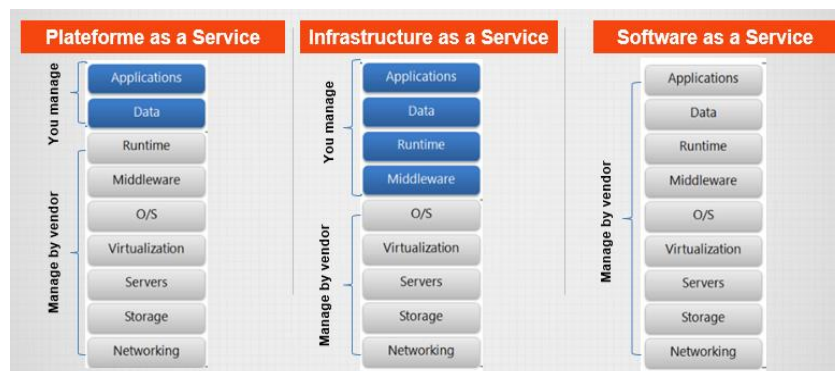 Plateforme as a Service
You manage
Applications
Data
Manage by vendor
Runtime
Middleware
O/S
Virtualization
Servers
Storage
Networking
Infrastructure as a Service
You manage
Applications
Data
Runtime
Middleware
Manage by vendor
O/S
Virtualization
Servers
Storage
Networking
Software as a Service
Manage by vendor
Applications
Data
Runtime
Middleware
O/S
Virtualization
Servers
Storage
Networking